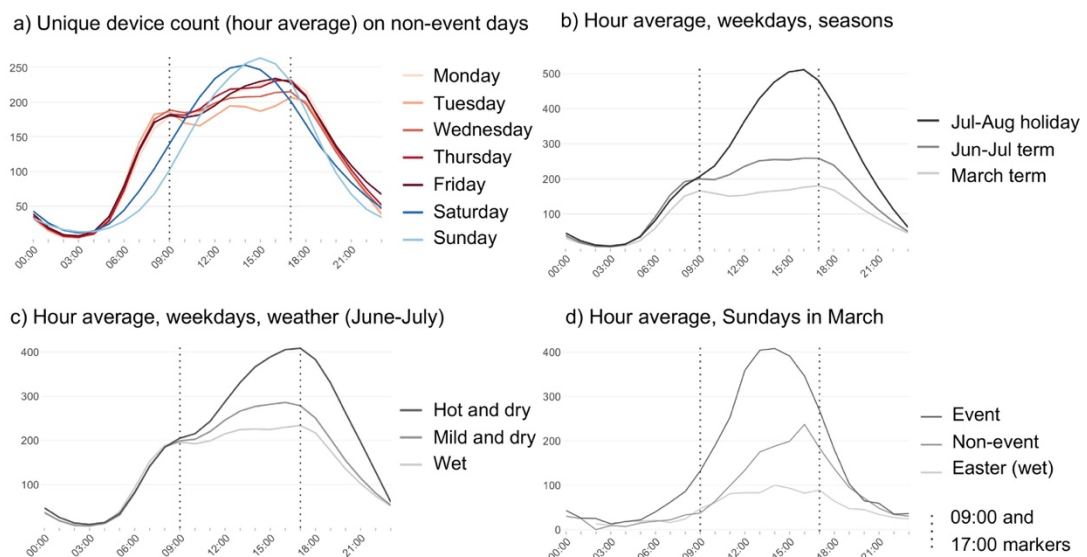 a) Unique device count (hour average) on non-event days
250
200
150
100
50
00:00
03:00
06:00
09:00
12:00
15:00
18:00
21:00
Monday
Tuesday
Wednesday
Thursday
Friday
Saturday
Sunday
b) Hour average, weekdays, seasons
500
400
300
200
100
00:00
03:00
06:00
09:00
12:00
15:00
18:00
21:00
Jul-Aug holiday
Jun-Jul term
March term
c) Hour average, weekdays, weather (June-July)
400
300
200
100
00:00
03:00
06:00
09:00
12:00
15:00
18:00
21:00
Hot and dry
Mild and dry
Wet
d) Hour average, Sundays in March
400
300
200
100
00:00
03:00
06:00
09:00
12:00
15:00
18:00
21:00
Event
Non-event
Easter (wet)
09:00 and
17:00 markers